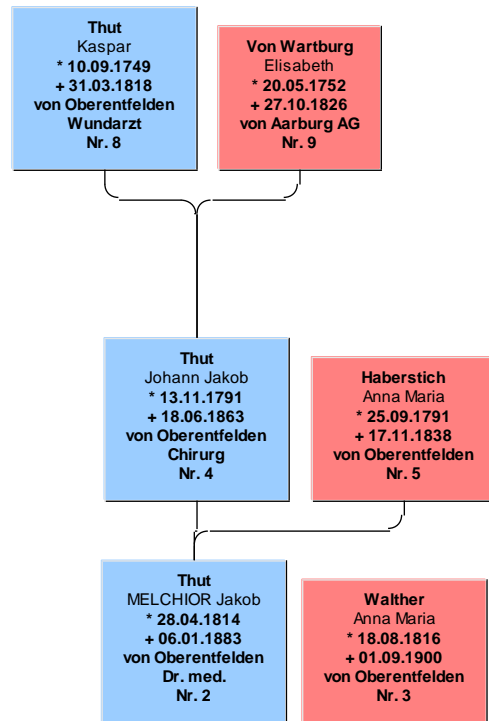 Thut
Kaspar
* 10.09.1749
+ 31.03.1818
von Oberentfelden
Wundarzt
Nr. 8
Von Wartburg
Elisabeth
* 20.05.1752
+ 27.10.1826
von Aarburg AG
Nr. 9
Thut
Johann Jakob
* 13.11.1791
+ 18.06.1863
von Oberentfelden
Chirurg
Nr. 4
Haberstich
Anna Maria
* 25.09.1791
+ 17.11.1838
von Oberentfelden
Nr. 5
Thut
MELCHIOR Jakob
* 28.04.1814
+ 06.01.1883
von Oberentfelden
Dr. med.
Nr. 2
Walther
Anna Maria
* 18.08.1816
+ 01.09.1900
von Oberentfelden
Nr. 3